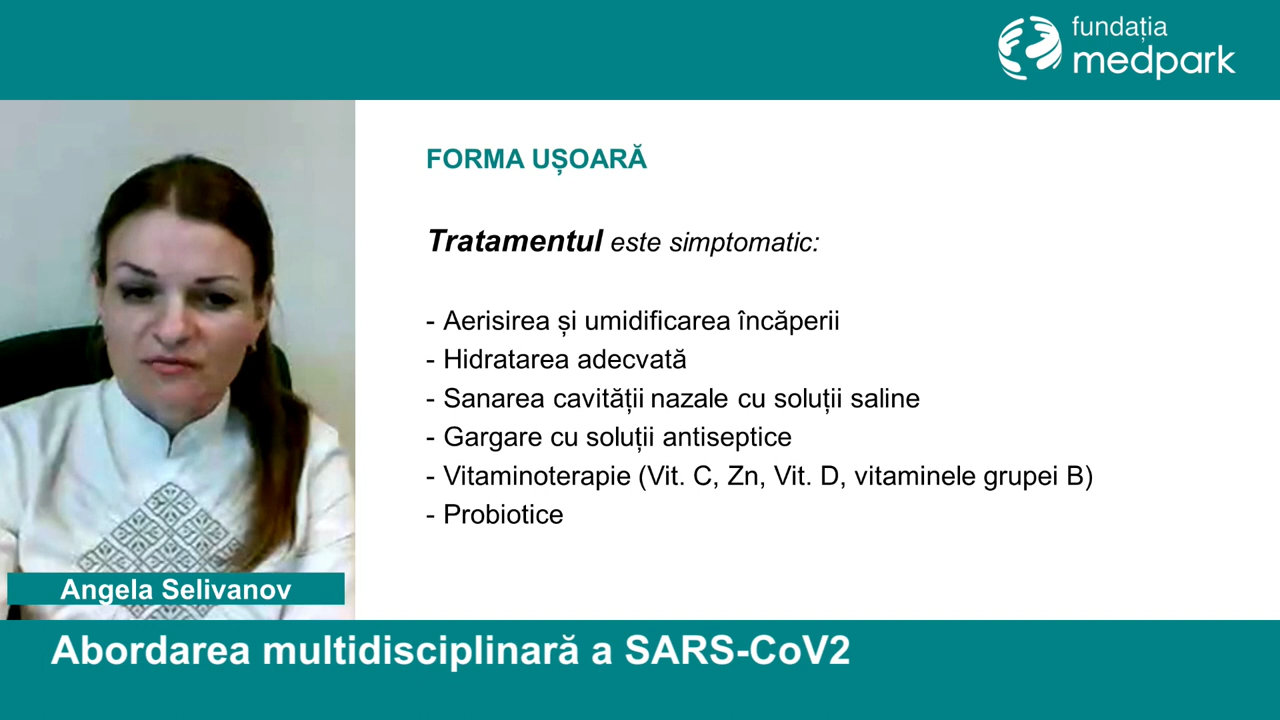 fundația
medpark
FORMA UȘOARĂ
Tratamentul este simptomatic:
- Aerisirea și umidificarea încăperii
- Hidratarea adecvată
- Sanarea cavității nazale cu soluții saline
- Gargare cu soluții antiseptice
- Vitaminoterapie (Vit. C, Zn, Vit. D, vitaminele grupei B)
- Probiotice
Angela Selivanov
Abordarea multidisciplinară a SARS-CoV2